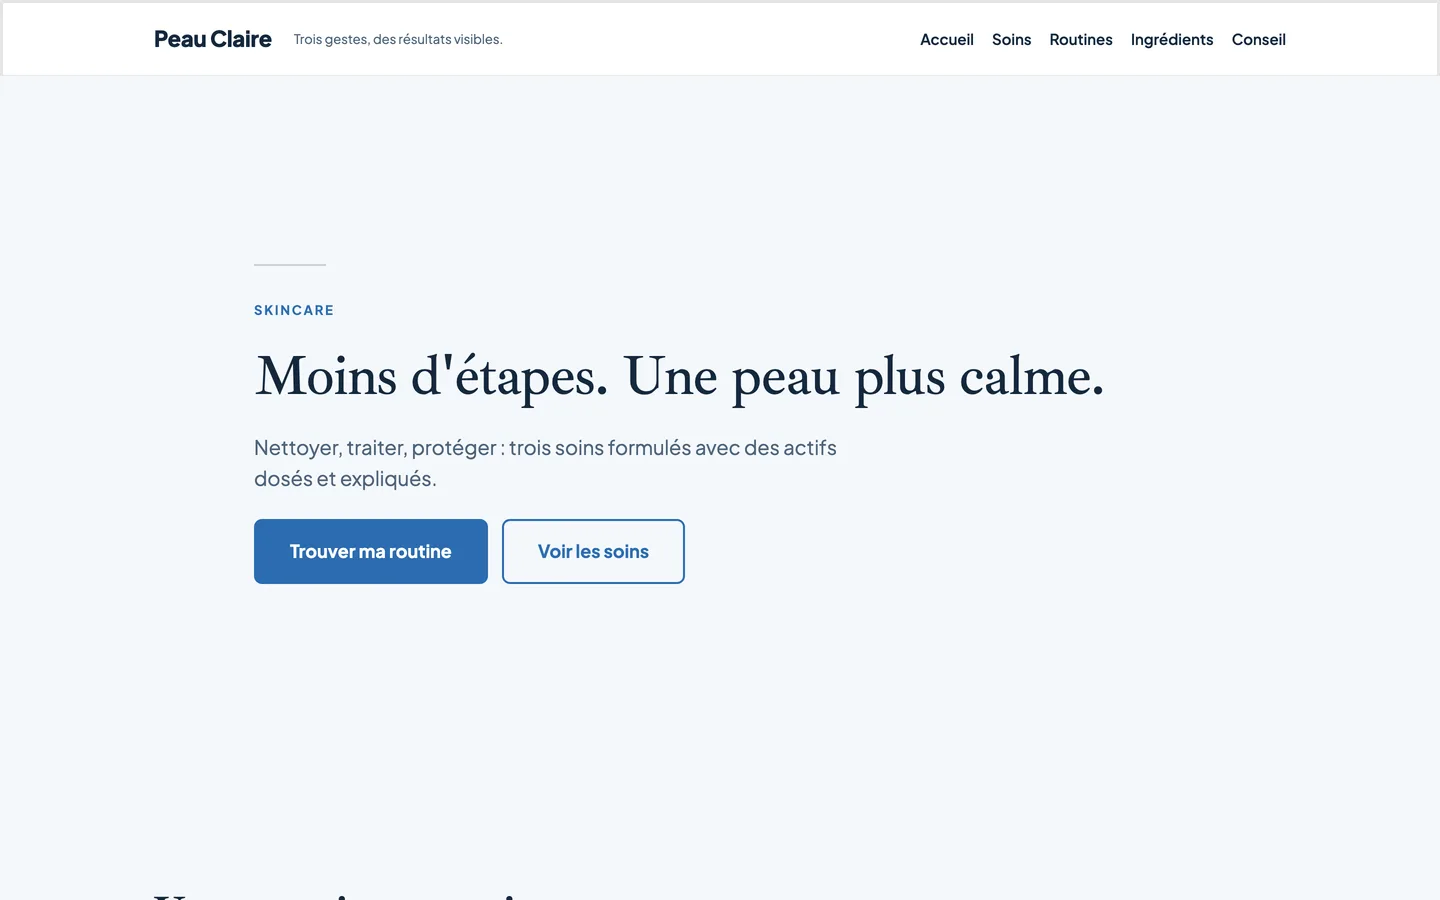 Peau Claire
Trois gestes, des résultats visibles.
Accueil
Soins
Routines
Ingrédients
Conseil
SKINCARE
Moins d'étapes. Une peau plus calme.
Nettoyer, traiter, protéger : trois soins formulés avec des actifs
dosés et expliqués.
Trouver ma routine
Voir les soins